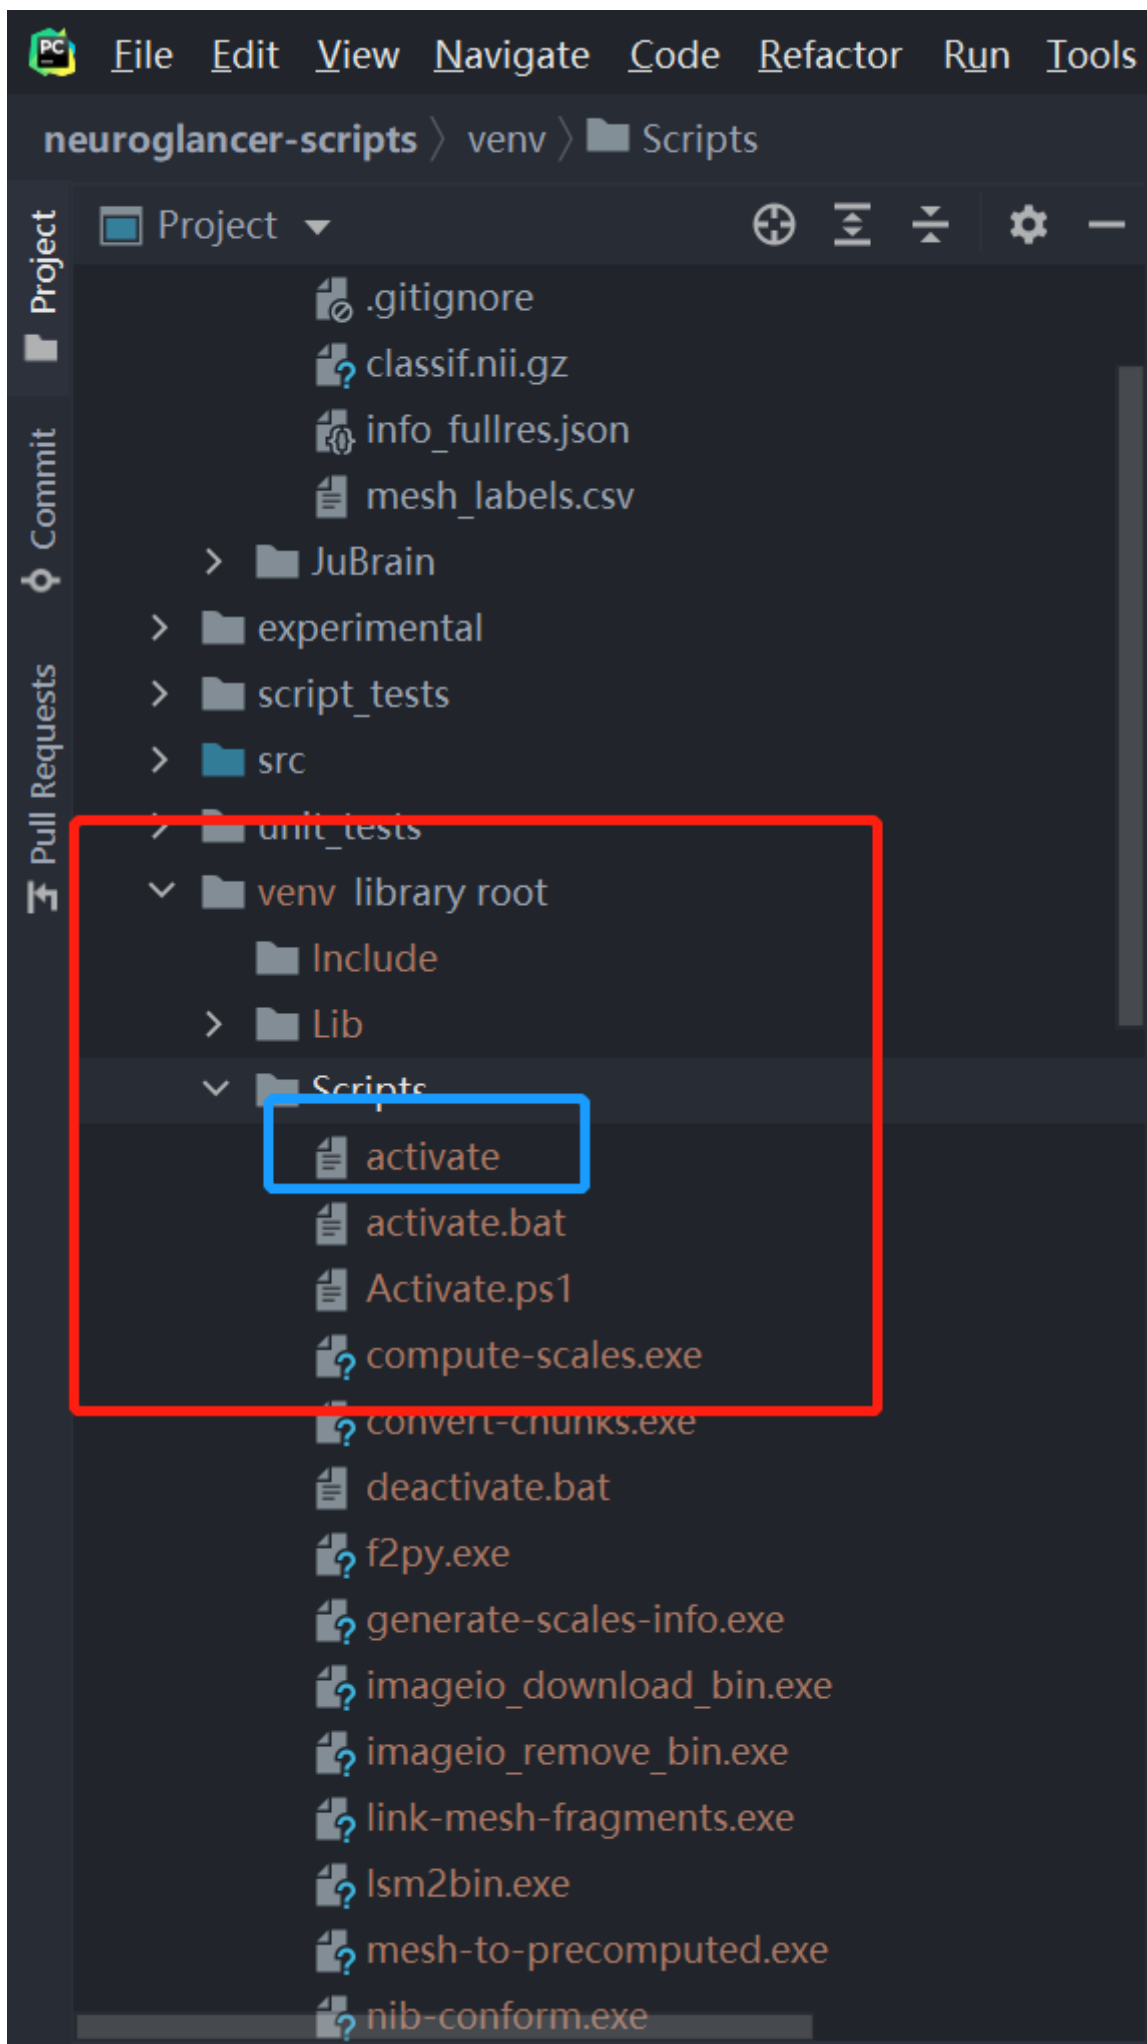 PC File Edit View Navigate Code Refactor Run Tools
neuroglancer-scripts venv Scripts
Project
Project
Commit
Pull Requests
.gitignore
classif.nii.gz
info_fullres.json
mesh_labels.csv
JuBrain
experimental
script_tests
src
unit_tests
venv library root
Include
Lib
Scripts
activate
activate.bat
Activate.ps1
compute-scales.exe
convert-chunks.exe
deactivate.bat
f2py.exe
generate-scales-info.exe
imageio_download_bin.exe
imageio_remove_bin.exe
link-mesh-fragments.exe
lsm2bin.exe
mesh-to-precomputed.exe
nib-conform.exe